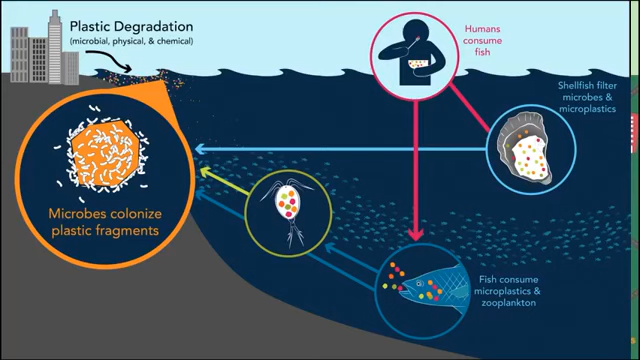 Plastic Degradation
(microbial, physical, & chemical)
Humans
consume
fish
Shellfish filter
microbes &
microplastics
Microbes colonize
plastic fragments
Fish consume
microplastics &
zooplankton